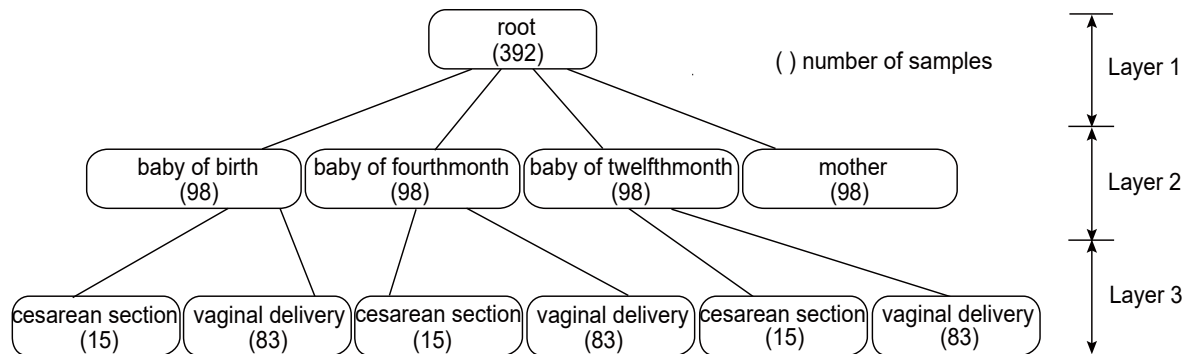 root
(392)
( ) number of samples
Layer 1
baby of birth
(98)
baby of fourthmonth
(98)
baby of twelfthmonth
(98)
mother
(98)
Layer 2
cesarean section
(15)
vaginal delivery
(83)
cesarean section
(15)
vaginal delivery
(83)
cesarean section
(15)
vaginal delivery
(83)
Layer 3